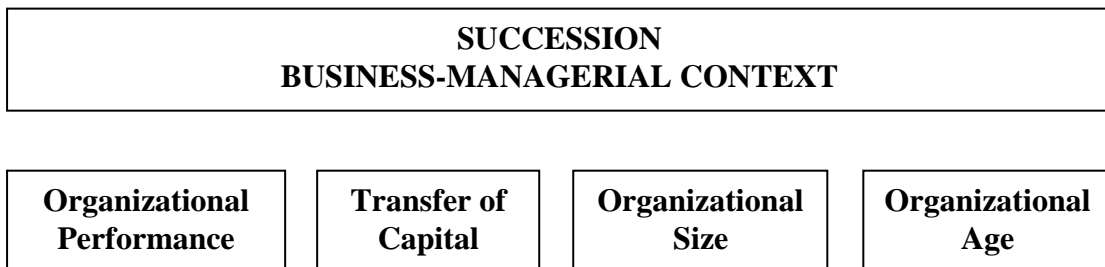 SUCCESSION
BUSINESS-MANAGERIAL CONTEXT
Organizational
Performance
Transfer of
Capital
Organizational
Size
Organizational
Age